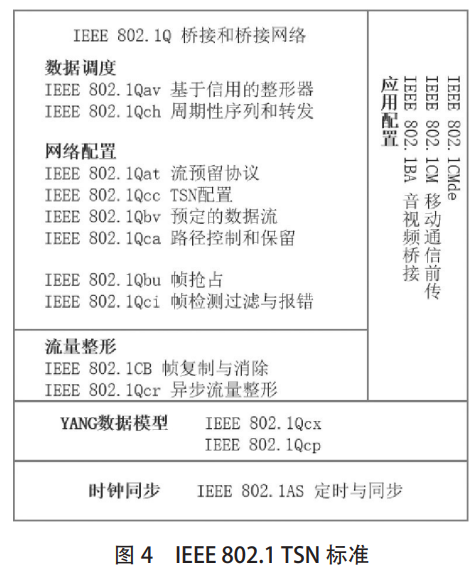 IEEE 802.1Q 桥接和桥接网络
数据调度
IEEE 802.1Qav 基于信用的整形器
IEEE 802.1Qch 周期性序列和转发
网络配置
IEEE 802.1Qat 流预留协议
IEEE 802.1Qcc TSN配置
IEEE 802.1Qbv 预定的数据流
IEEE 802.1Qca 路径控制和保留
IEEE 802.1Qbu 帧抢占
IEEE 802.1Qci 帧检测过滤与报错
流量整形
IEEE 802.1CB 帧复制与消除
IEEE 802.1Qcr 异步流量整形
IEEE 802.1CMde
IEEE 802.1CM 移动通信前传
IEEE 802.1BA 音视频桥接
应用配置
YANG数据模型 IEEE 802.1Qcx
IEEE 802.1Qcp
时钟同步 IEEE 802.1AS 定时与同步
图 4 IEEE 802.1 TSN 标准